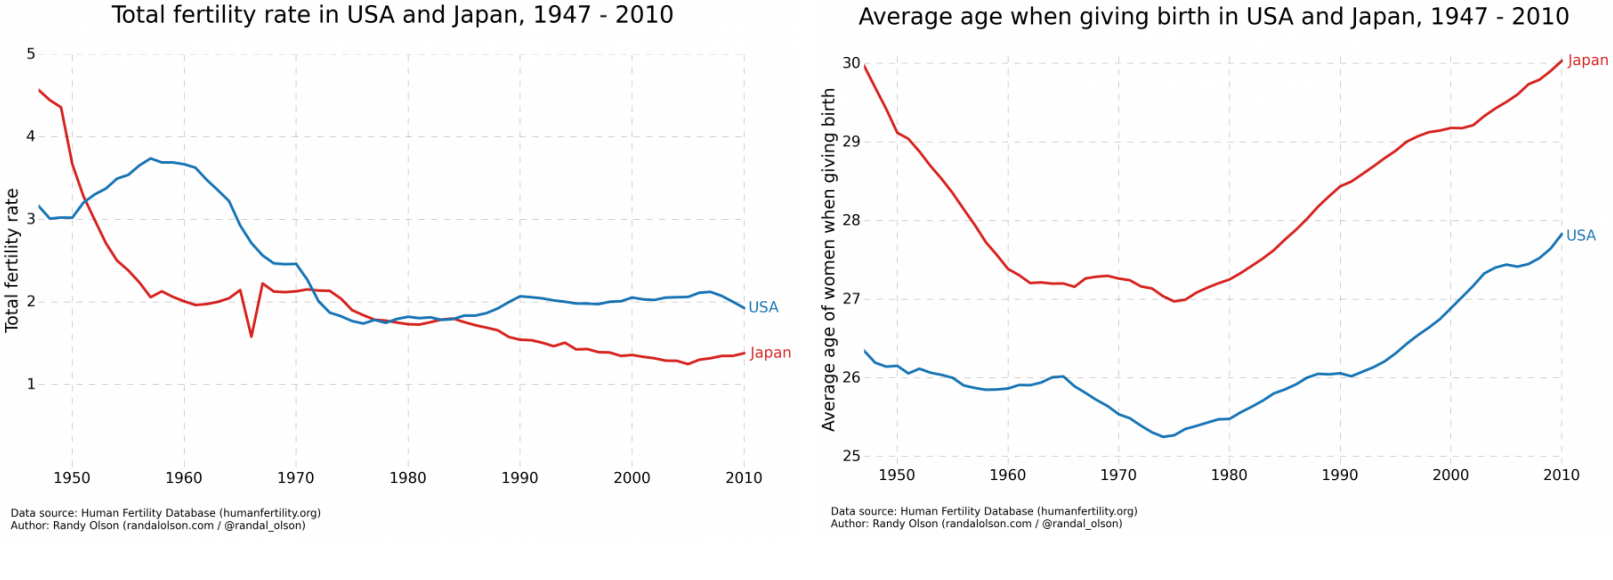 Total fertility rate in USA and Japan, 1947 - 2010
5
4
3
2
1
Total fertility rate
USA
Japan
1950 1960 1970 1980 1990 2000 2010
Data source: Human Fertility Database (humanfertility.org)
Author: Randy Olson (randalolson.com / @randal_olson)
Average age when giving birth in USA and Japan, 1947 - 2010
30
29
28
27
26
25
Average age of women when giving birth
Japan
USA
1950 1960 1970 1980 1990 2000 2010
Data source: Human Fertility Database (humanfertility.org)
Author: Randy Olson (randalolson.com / @randal_olson)